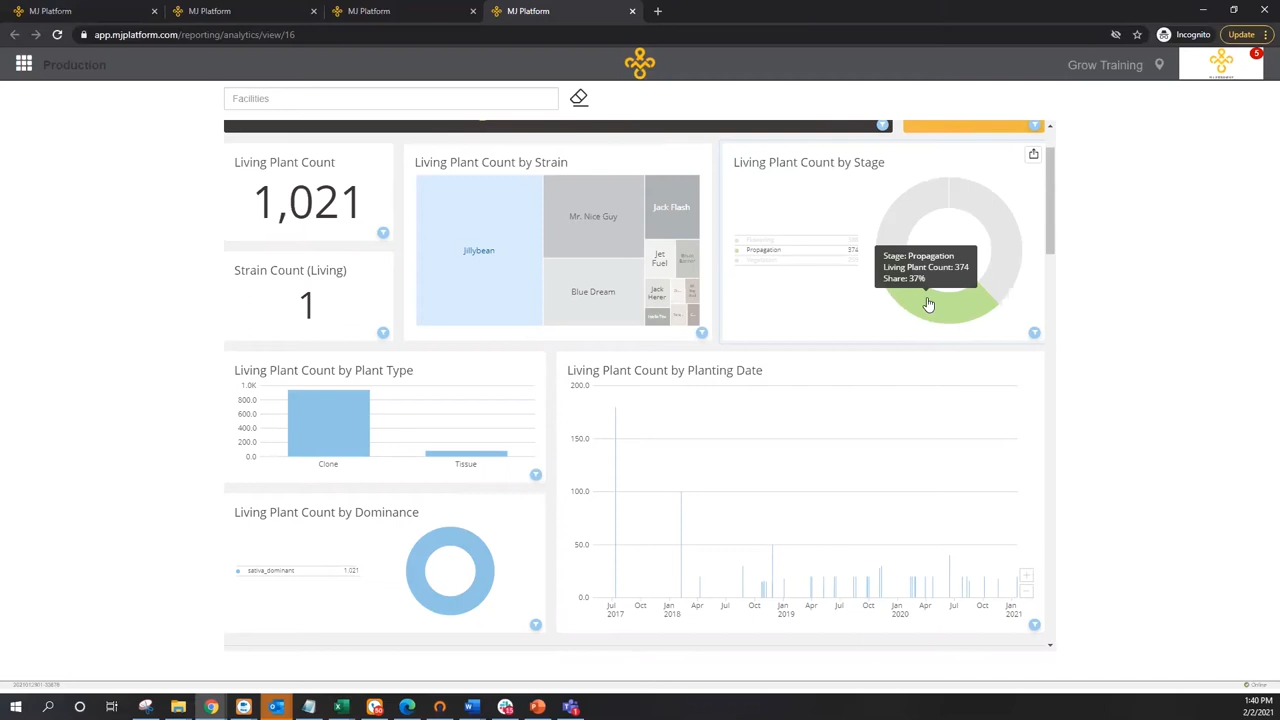 MJ Platform
MJ Platform
MJ Platform
MJ Platform
app.mjplatform.com/reporting/analytics/view/16
Incognito
Update
Production
Grow Training
5
Facilities
Living Plant Count
1,021
Strain Count (Living)
1
Living Plant Count by Strain
Jillybean
Mr. Nice Guy
Blue Dream
Jack Flash
Jet Fuel
Jack Herer
Living Plant Count by Stage
Flowering
Propagation 374
Vegetation
Stage: Propagation
Living Plant Count: 374
Share: 37%
Living Plant Count by Plant Type
1.0K
800.0
600.0
400.0
200.0
0.0
Clone Tissue
Living Plant Count by Dominance
sativa_dominant 1,021
Living Plant Count by Planting Date
200.0
150.0
100.0
50.0
0.0
Jul Oct Jan Apr Jul Oct Jan Apr Jul Oct Jan Apr Jul Oct Jan
2017 2018 2019 2020 2021
Online
1:40 PM
2/2/2021